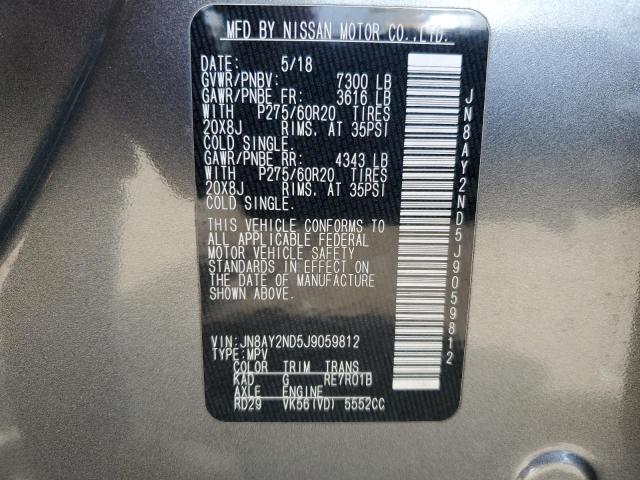 MFD BY NISSAN MOTOR CO.,LTD.
DATE: 5/18
GVWR/PNBV: 7300 LB
GAWR/PNBE FR: 3616 LB
WITH P275/60R20 TIRES
20X8J RIMS. AT 35PSI
COLD SINGLE.
GAWR/PNBE RR: 4343 LB
WITH P275/60R20 TIRES
20X8J RIMS. AT 35PSI
COLD SINGLE.
THIS VEHICLE CONFORMS TO
ALL APPLICABLE FEDERAL
MOTOR VEHICLE SAFETY
STANDARDS IN EFFECT ON
THE DATE OF MANUFACTURE
SHOWN ABOVE.
VIN:JN8AY2ND5J9059812
TYPE:MPV
COLOR TRIM TRANS
KAD G RE7R01B
AXLE ENGINE
RD29 VK56(VD) 5552CC
JN8AY2ND5J9059812